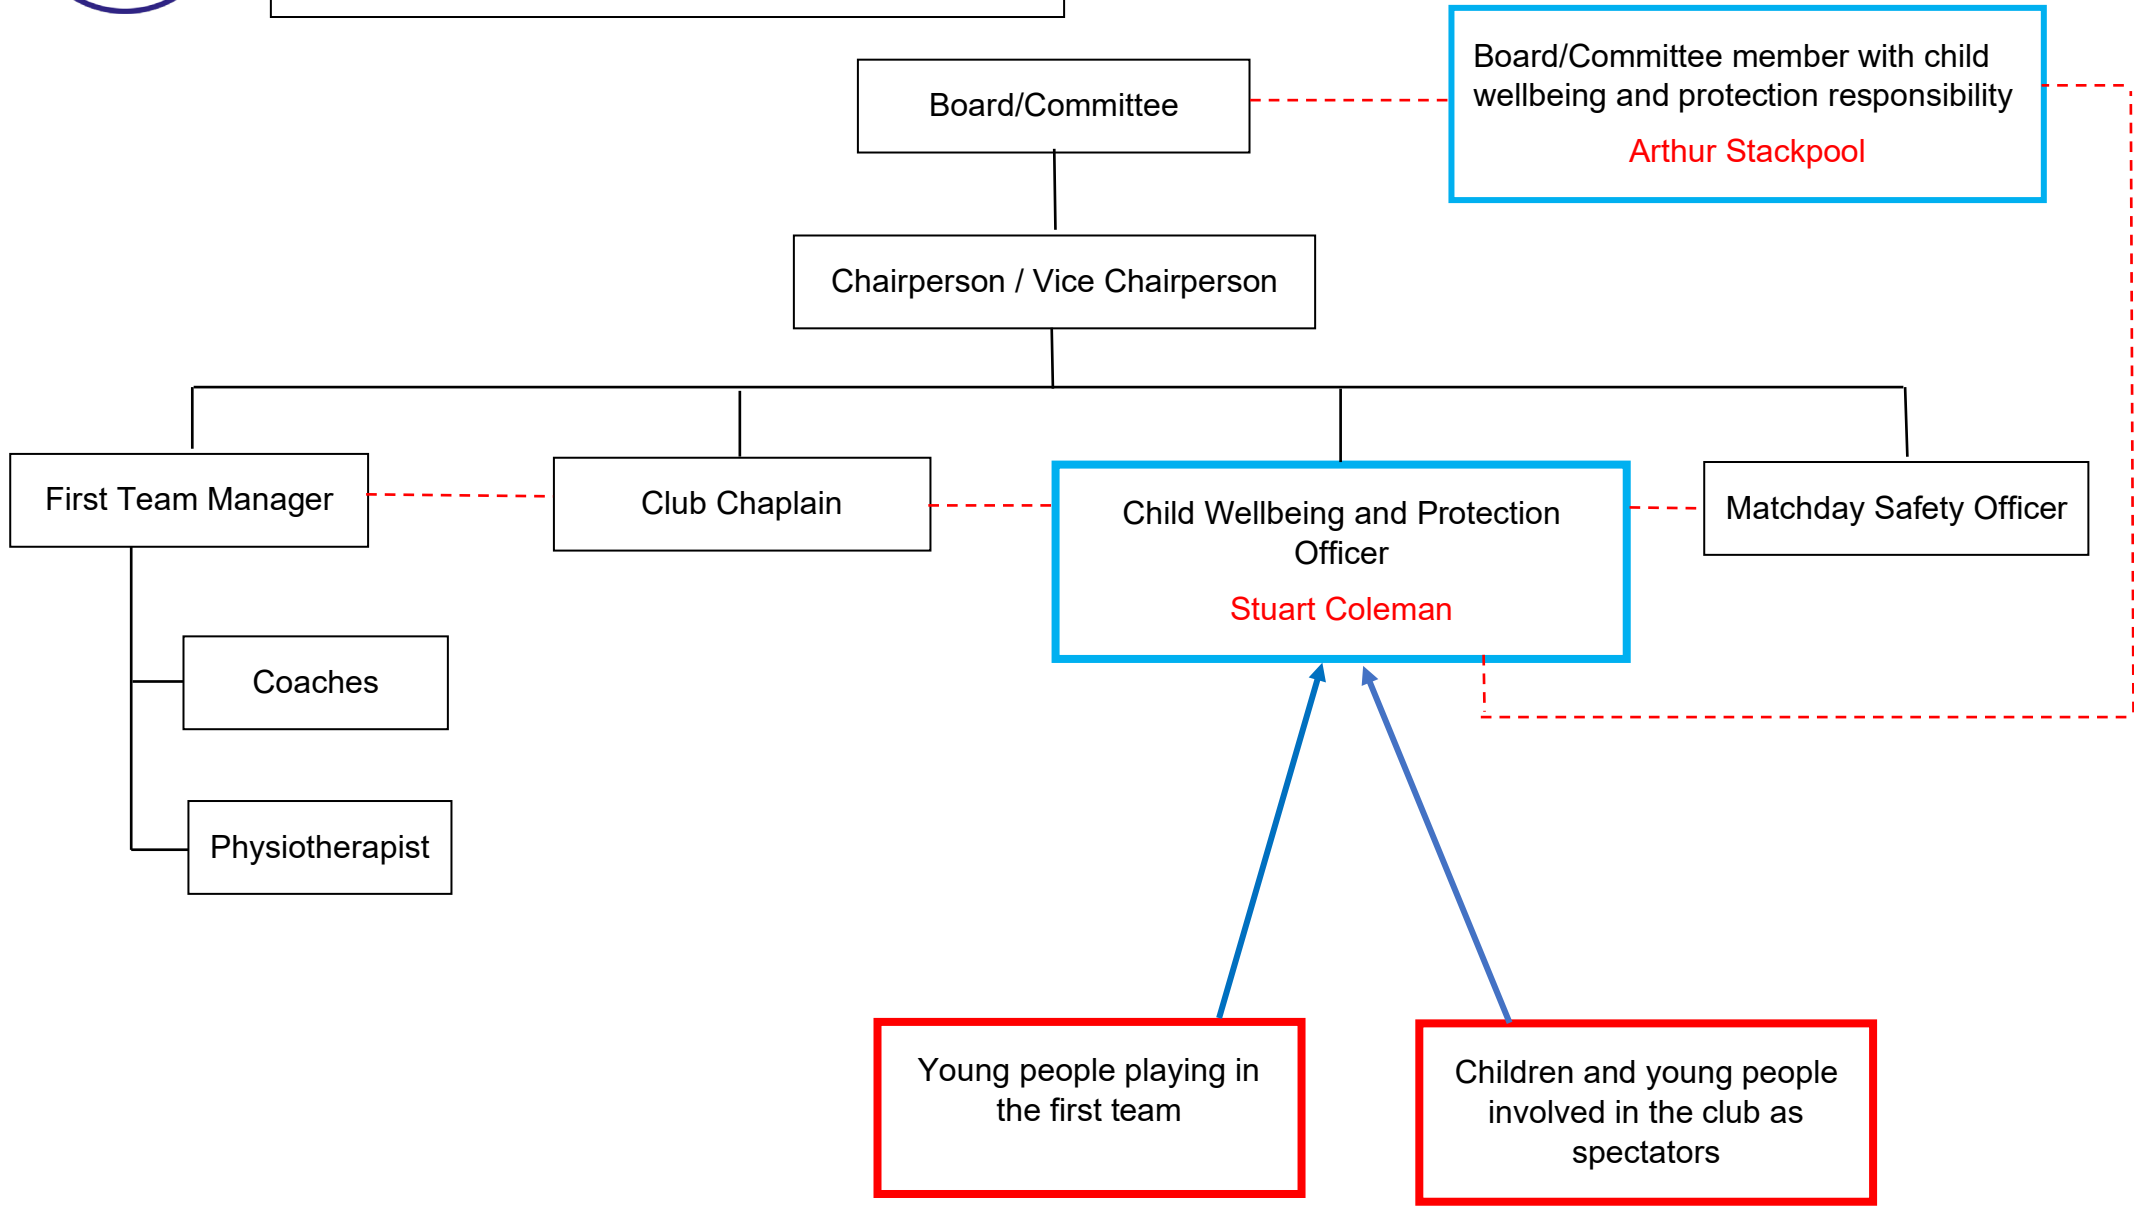 Board/Committee member with child
wellbeing and protection responsibility
Arthur Stackpool
Board/Committee
Chairperson / Vice Chairperson
First Team Manager
Club Chaplain
Child Wellbeing and Protection
Officer
Stuart Coleman
Matchday Safety Officer
Coaches
Physiotherapist
Young people playing in
the first team
Children and young people
involved in the club as
spectators